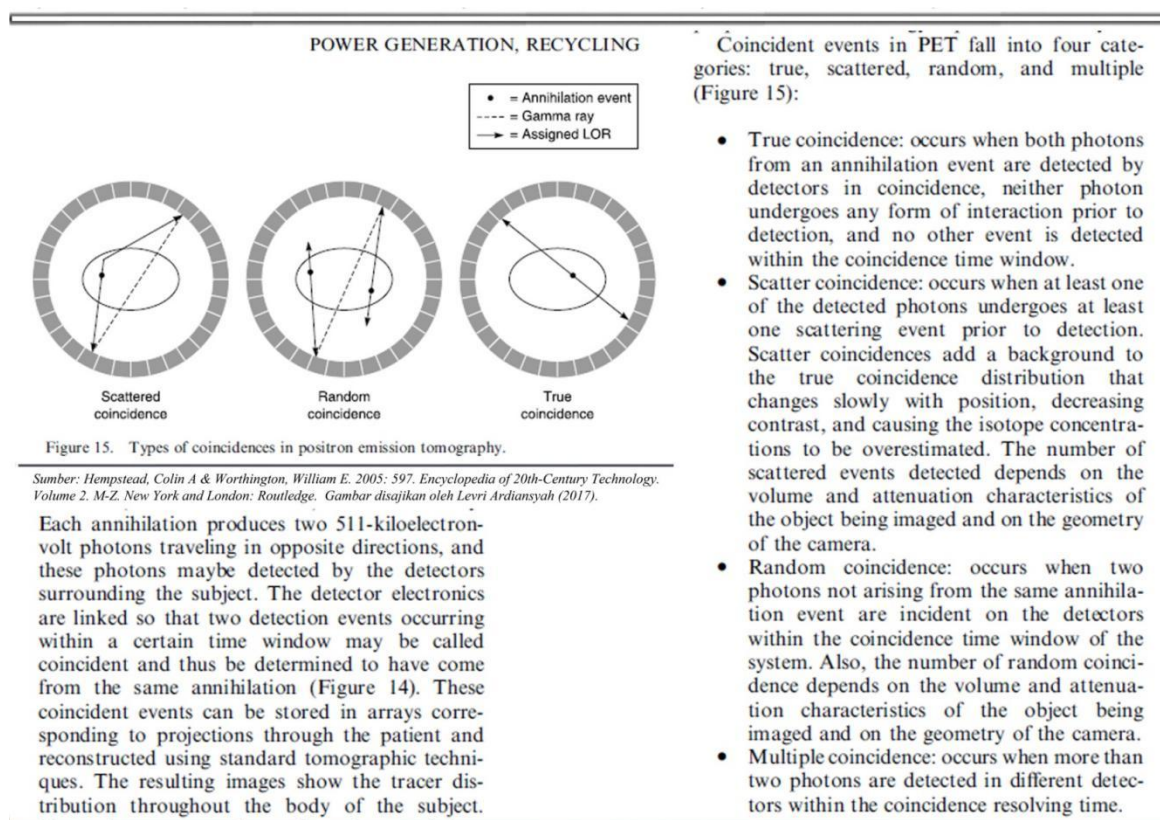 POWER GENERATION, RECYCLING
• = Annihilation event
---- = Gamma ray
→ = Assigned LOR
Scattered
coincidence
Random
coincidence
True
coincidence
Figure 15. Types of coincidences in positron emission tomography.
Sumber: Hempstead, Colin A & Worthington, William E. 2005: 597. Encyclopedia of 20th-Century Technology.
Volume 2. M-Z. New York and London: Routledge. Gambar disajikan oleh Levri Ardiansyah (2017).
Each annihilation produces two 511-kiloelectron-
volt photons traveling in opposite directions, and
these photons maybe detected by the detectors
surrounding the subject. The detector electronics
are linked so that two detection events occurring
within a certain time window may be called
coincident and thus be determined to have come
from the same annihilation (Figure 14). These
coincident events can be stored in arrays corre-
sponding to projections through the patient and
reconstructed using standard tomographic techni-
ques. The resulting images show the tracer dis-
tribution throughout the body of the subject.
Coincident events in PET fall into four cate-
gories: true, scattered, random, and multiple
(Figure 15):
• True coincidence: occurs when both photons
from an annihilation event are detected by
detectors in coincidence, neither photon
undergoes any form of interaction prior to
detection, and no other event is detected
within the coincidence time window.
• Scatter coincidence: occurs when at least one
of the detected photons undergoes at least
one scattering event prior to detection.
Scatter coincidences add a background to
the true coincidence distribution that
changes slowly with position, decreasing
contrast, and causing the isotope concentra-
tions to be overestimated. The number of
scattered events detected depends on the
volume and attenuation characteristics of
the object being imaged and on the geometry
of the camera.
• Random coincidence: occurs when two
photons not arising from the same annihila-
tion event are incident on the detectors
within the coincidence time window of the
system. Also, the number of random coinci-
dence depends on the volume and attenua-
tion characteristics of the object being
imaged and on the geometry of the camera.
• Multiple coincidence: occurs when more than
two photons are detected in different detec-
tors within the coincidence resolving time.